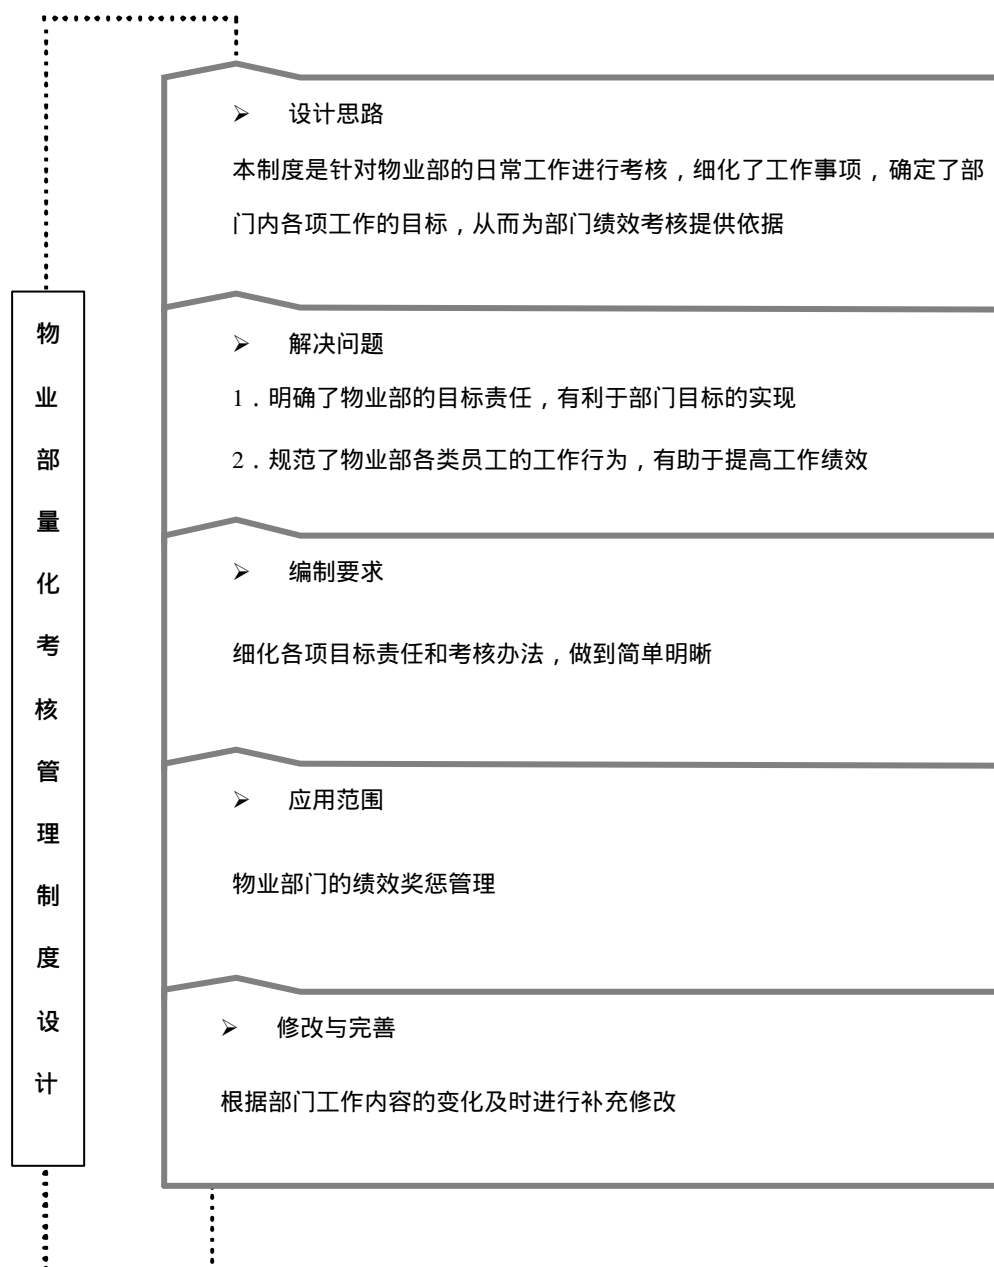 物业部量化考核管理制度设计
➢ 设计思路
本制度是针对物业部的日常工作进行考核，细化了工作事项，确定了部
门内各项工作的目标，从而为部门绩效考核提供依据
➢ 解决问题
1．明确了物业部的目标责任，有利于部门目标的实现
2．规范了物业部各类员工的工作行为，有助于提高工作绩效
➢ 编制要求
细化各项目标责任和考核办法，做到简单明晰
➢ 应用范围
物业部门的绩效奖惩管理
➢ 修改与完善
根据部门工作内容的变化及时进行补充修改